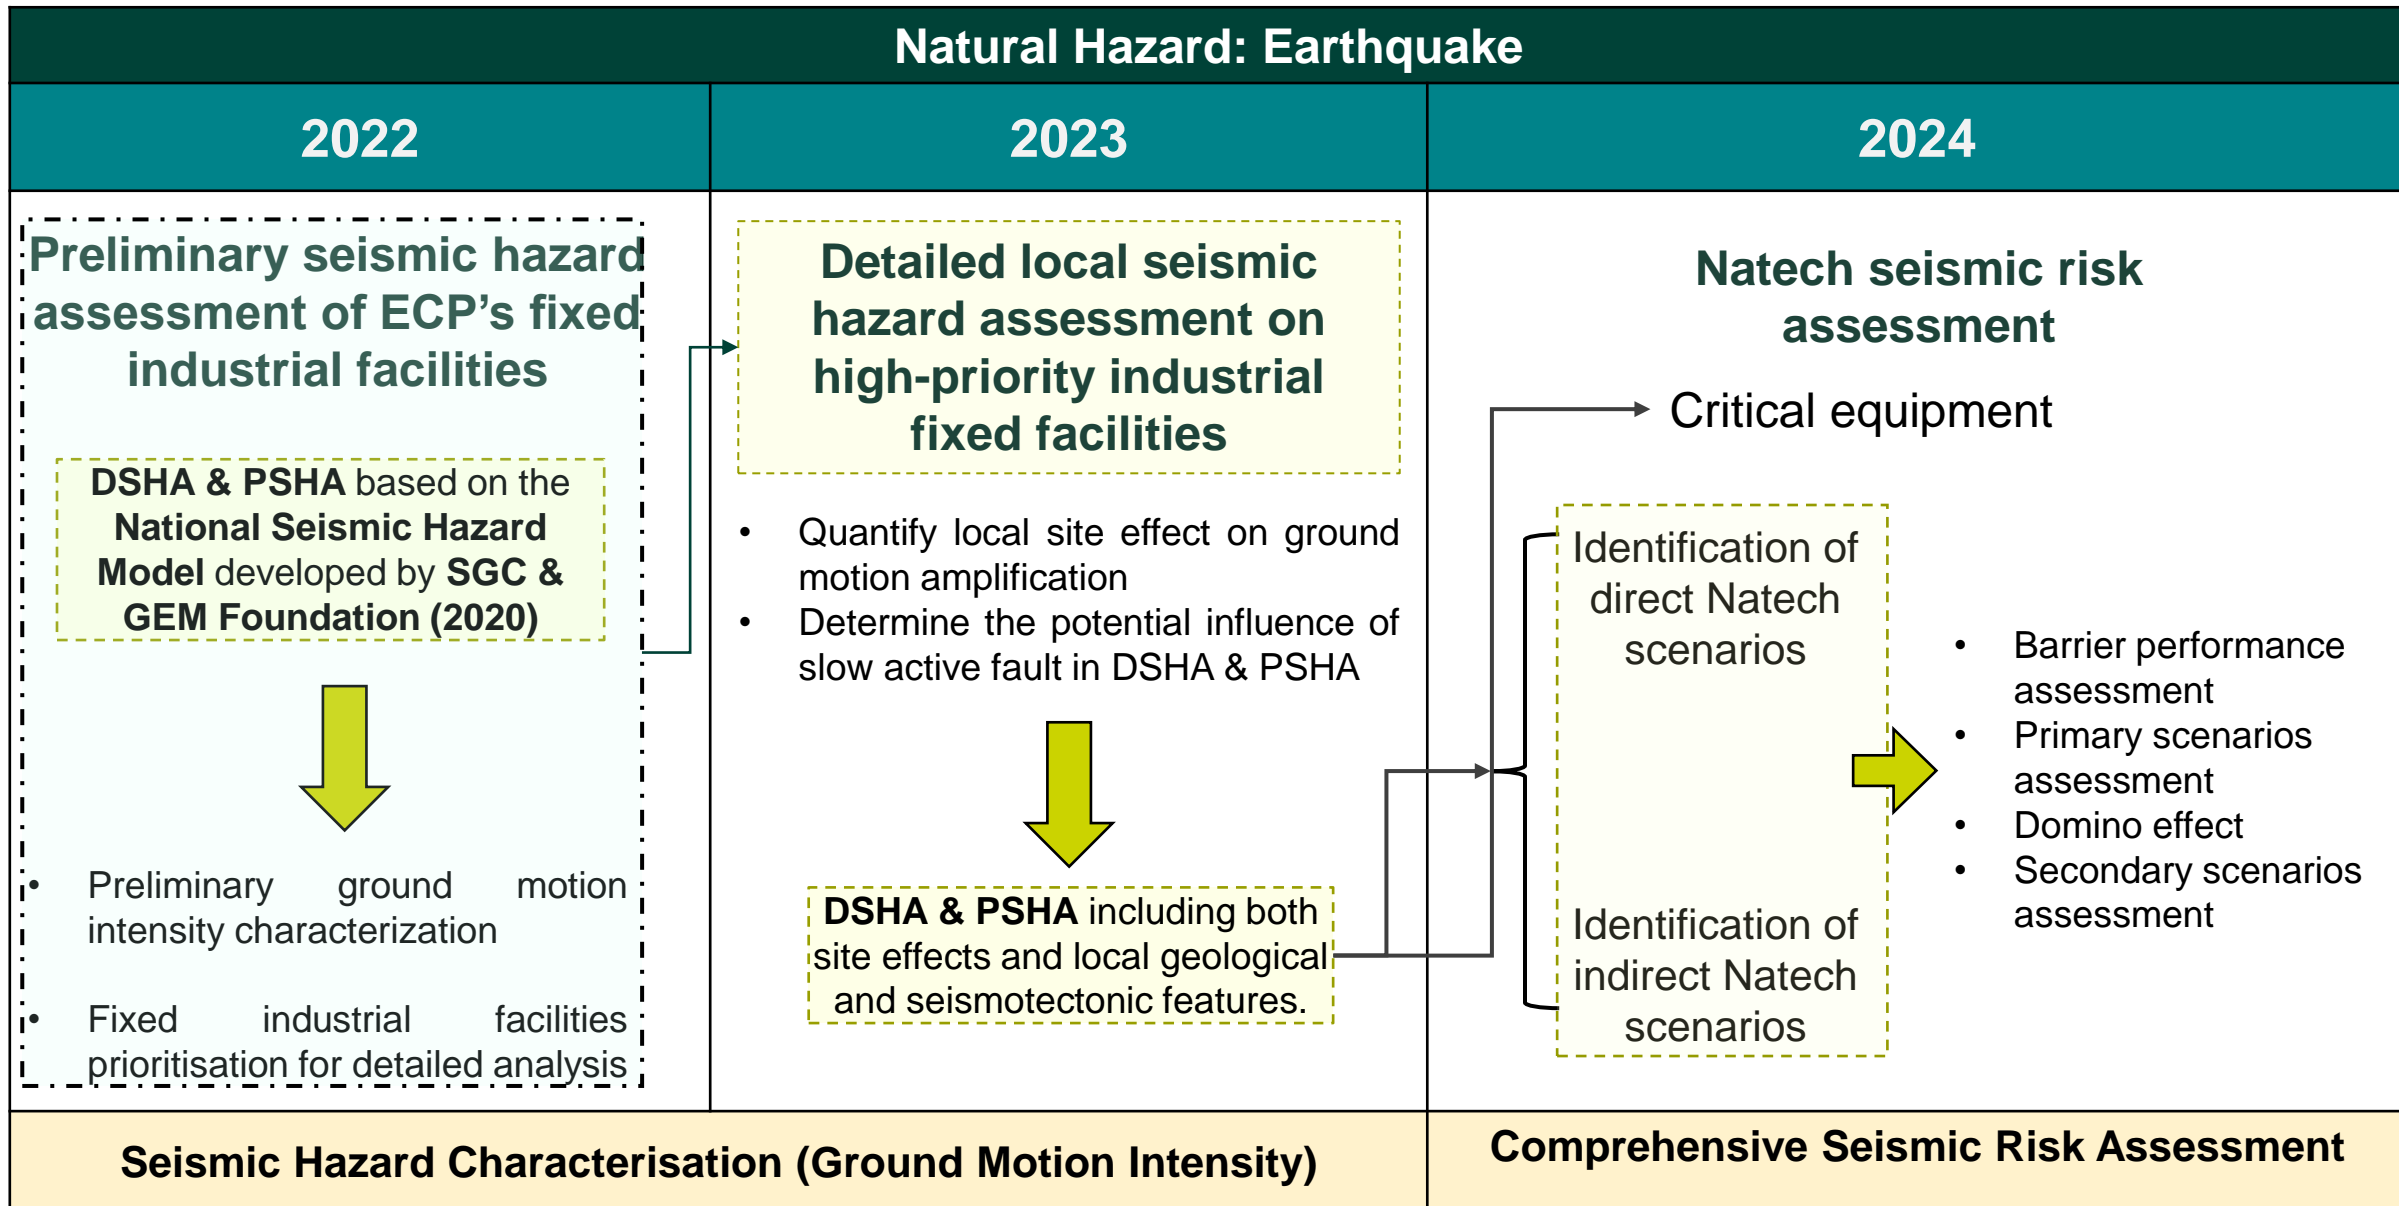 Natural Hazard: Earthquake
2022
2023
2024
Preliminary seismic hazard
assessment of ECP's fixed
industrial facilities
DSHA & PSHA based on the
National Seismic Hazard
Model developed by SGC &
GEM Foundation (2020)
• Preliminary ground motion
intensity characterization
• Fixed industrial facilities
prioritisation for detailed analysis
Detailed local seismic
hazard assessment on
high-priority industrial
fixed facilities
• Quantify local site effect on ground
motion amplification
• Determine the potential influence of
slow active fault in DSHA & PSHA
DSHA & PSHA including both
site effects and local geological
and seismotectonic features.
Natech seismic risk
assessment
Critical equipment
Identification of
direct Natech
scenarios
Identification of
indirect Natech
scenarios
• Barrier performance
assessment
• Primary scenarios
assessment
• Domino effect
• Secondary scenarios
assessment
Seismic Hazard Characterisation (Ground Motion Intensity)
Comprehensive Seismic Risk Assessment